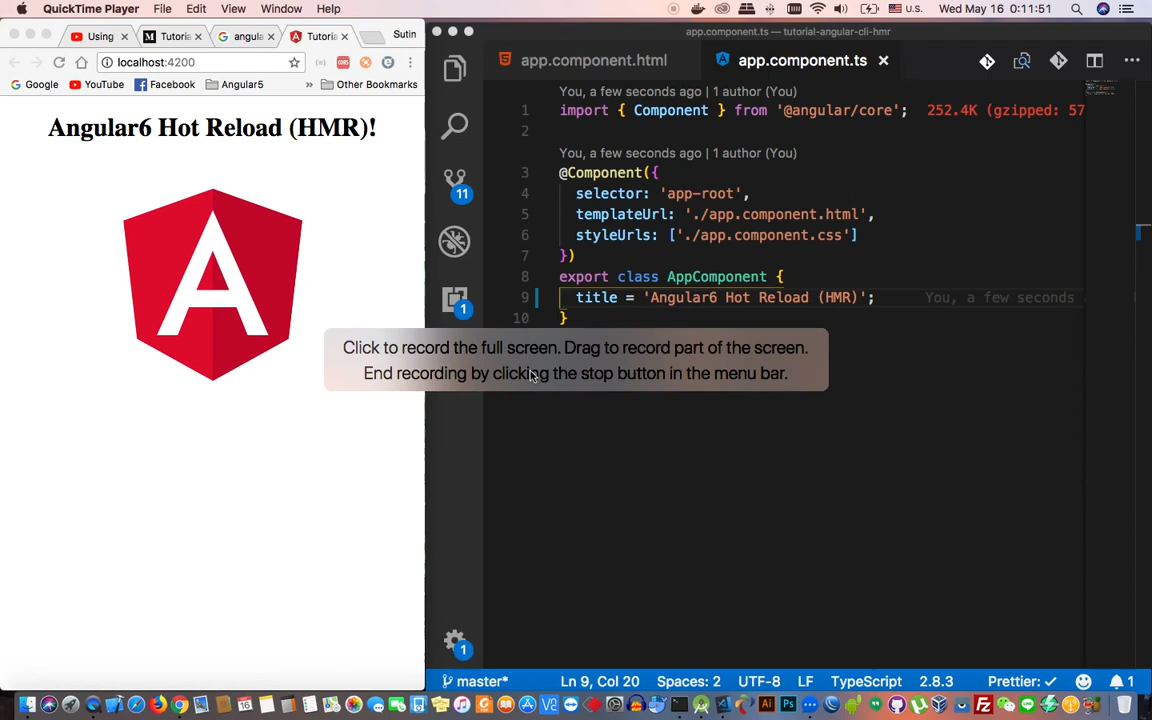 QuickTime Player File Edit View Window Help U.S. Wed May 16 0:11:51
Using
Tutoria
angula
Tutoria
Sutin
localhost:4200
Google YouTube Facebook Angular5 » Other Bookmarks
Angular6 Hot Reload (HMR)!
app.component.ts — tutorial-angular-cli-hmr
app.component.html app.component.ts
You, a few seconds ago | 1 author (You)
1 import { Component } from '@angular/core'; 252.4K (gzipped: 57
2
You, a few seconds ago | 1 author (You)
3 @Component({
4 selector: 'app-root',
5 templateUrl: './app.component.html',
6 styleUrls: ['./app.component.css']
7 })
8 export class AppComponent {
9 title = 'Angular6 Hot Reload (HMR)'; You, a few seconds
10 }
Click to record the full screen. Drag to record part of the screen.
End recording by clicking the stop button in the menu bar.
11
1
1
master* Ln 9, Col 20 Spaces: 2 UTF-8 LF TypeScript 2.8.3 Prettier: ✓ 1